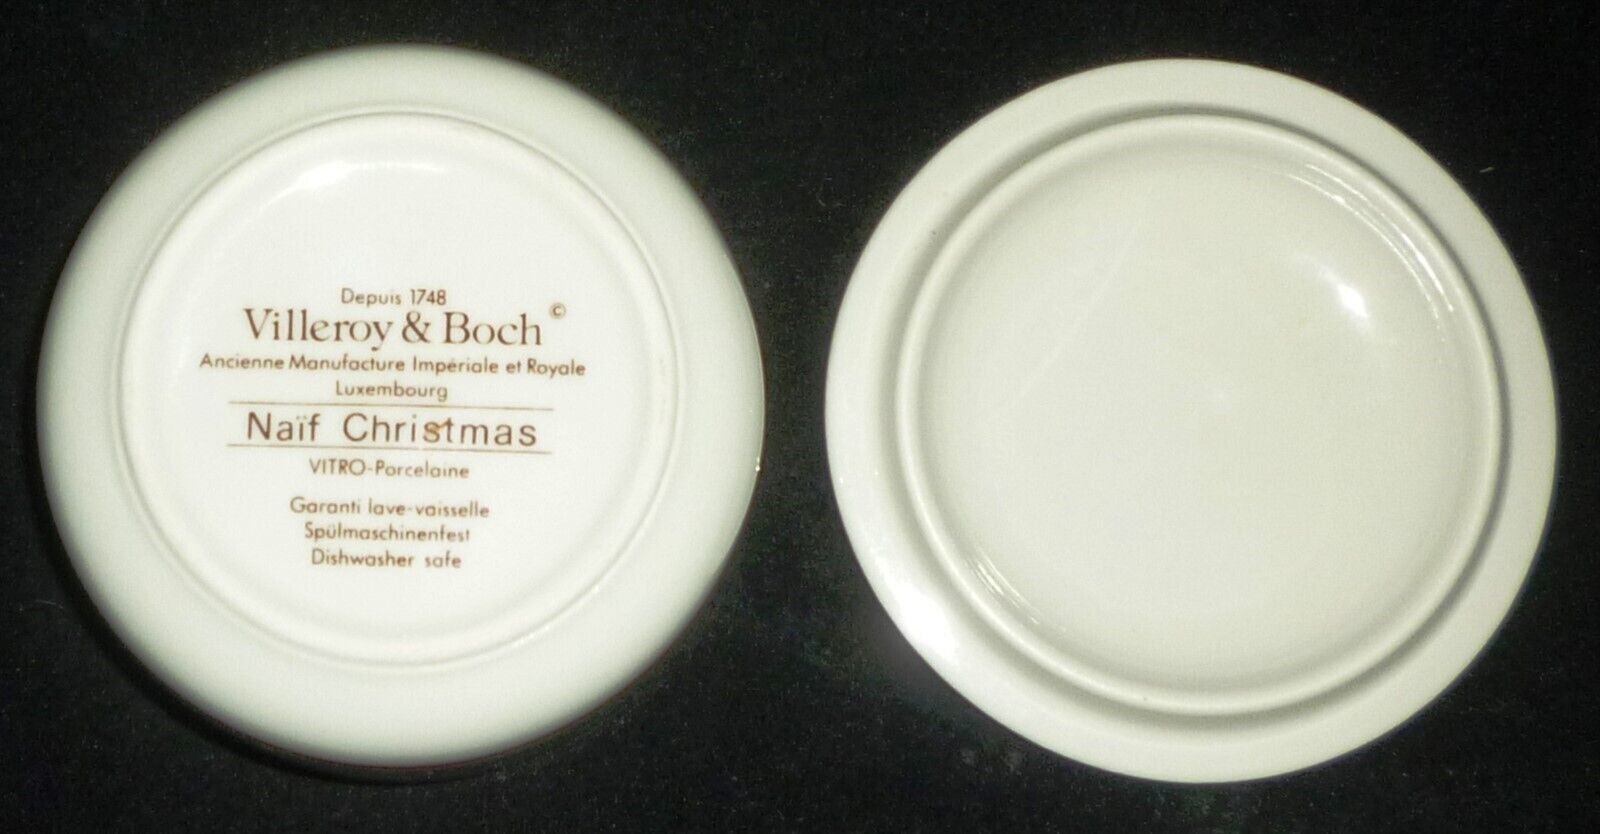 Depuis 1748
Villeroy & Boch ©
Ancienne Manufacture Impériale et Royale
Luxembourg
Naïf Christmas
VITRO-Porcelaine
Garanti lave-vaisselle
Spülmaschinenfest
Dishwasher safe